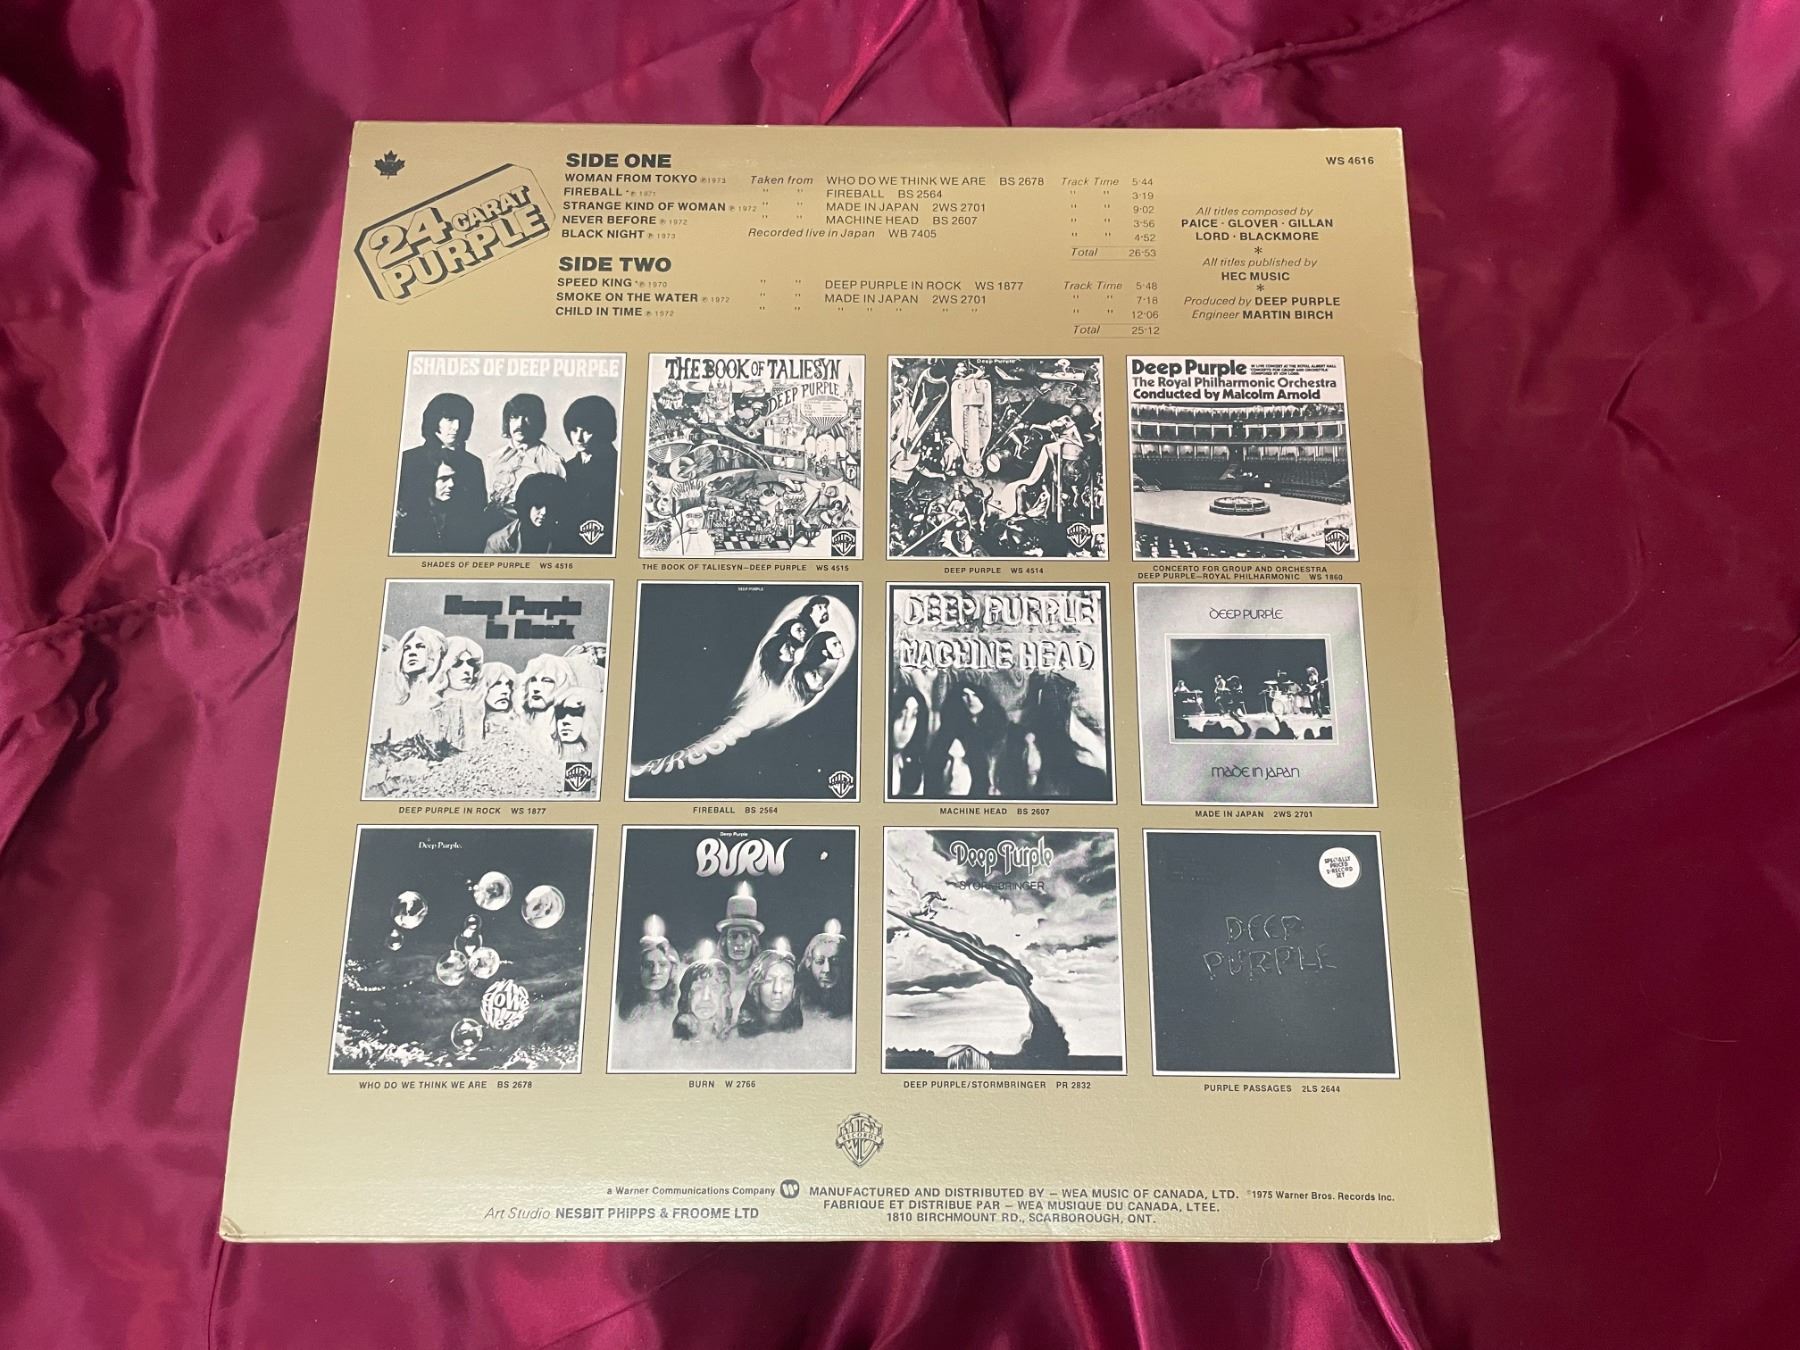 24 CARAT
PURPLE
WS 4616
SIDE ONE
WOMAN FROM TOKYO ℗1973 Taken from WHO DO WE THINK WE ARE BS 2678 Track Time 5·44
FIREBALL *℗ 1971 " " FIREBALL BS 2564 " " 3·19
STRANGE KIND OF WOMAN ℗ 1972 " " MADE IN JAPAN 2WS 2701 " " 9·02
NEVER BEFORE ℗ 1972 " " MACHINE HEAD BS 2607 " " 3·56
BLACK NIGHT ℗ 1973 Recorded live in Japan WB 7405 " " 4·52
Total 26·53
SIDE TWO
SPEED KING *℗ 1970 " " DEEP PURPLE IN ROCK WS 1877 Track Time 5·48
SMOKE ON THE WATER ℗ 1972 " " MADE IN JAPAN 2WS 2701 " " 7·18
CHILD IN TIME ℗ 1972 " " " " " " " " " 12·06
Total 25·12
All titles composed by
PAICE · GLOVER · GILLAN
LORD · BLACKMORE
*
All titles published by
HEC MUSIC
*
Produced by DEEP PURPLE
Engineer MARTIN BIRCH
SHADES OF DEEP PURPLE
SHADES OF DEEP PURPLE WS 4516
THE BOOK OF TALIESYN
DEEP PURPLE
THE BOOK OF TALIESYN—DEEP PURPLE WS 4515
Deep Purple
DEEP PURPLE WS 4514
Deep Purple
The Royal Philharmonic Orchestra
Conducted by Malcolm Arnold
CONCERTO FOR GROUP AND ORCHESTRA
DEEP PURPLE—ROYAL PHILHARMONIC WS 1860
Deep Purple
in Rock
DEEP PURPLE IN ROCK WS 1877
DEEP PURPLE
FIREBALL
FIREBALL BS 2564
DEEP PURPLE
MACHINE HEAD
MACHINE HEAD BS 2607
DEEP PURPLE
made in japan
MADE IN JAPAN 2WS 2701
Deep Purple.
WHO DO WE THINK WE ARE BS 2678
Deep Purple
BURN
BURN W 2766
Deep Purple
STORMBRINGER
DEEP PURPLE/STORMBRINGER PR 2832
SPECIALLY
PRICED
2-RECORD
SET
DEEP
PURPLE
PURPLE PASSAGES 2LS 2644
RECORDS
a Warner Communications Company
Art Studio NESBIT PHIPPS & FROOME LTD
MANUFACTURED AND DISTRIBUTED BY — WEA MUSIC OF CANADA, LTD. ©1975 Warner Bros. Records Inc.
FABRIQUE ET DISTRIBUE PAR — WEA MUSIQUE DU CANADA, LTEE.
1810 BIRCHMOUNT RD., SCARBOROUGH, ONT.